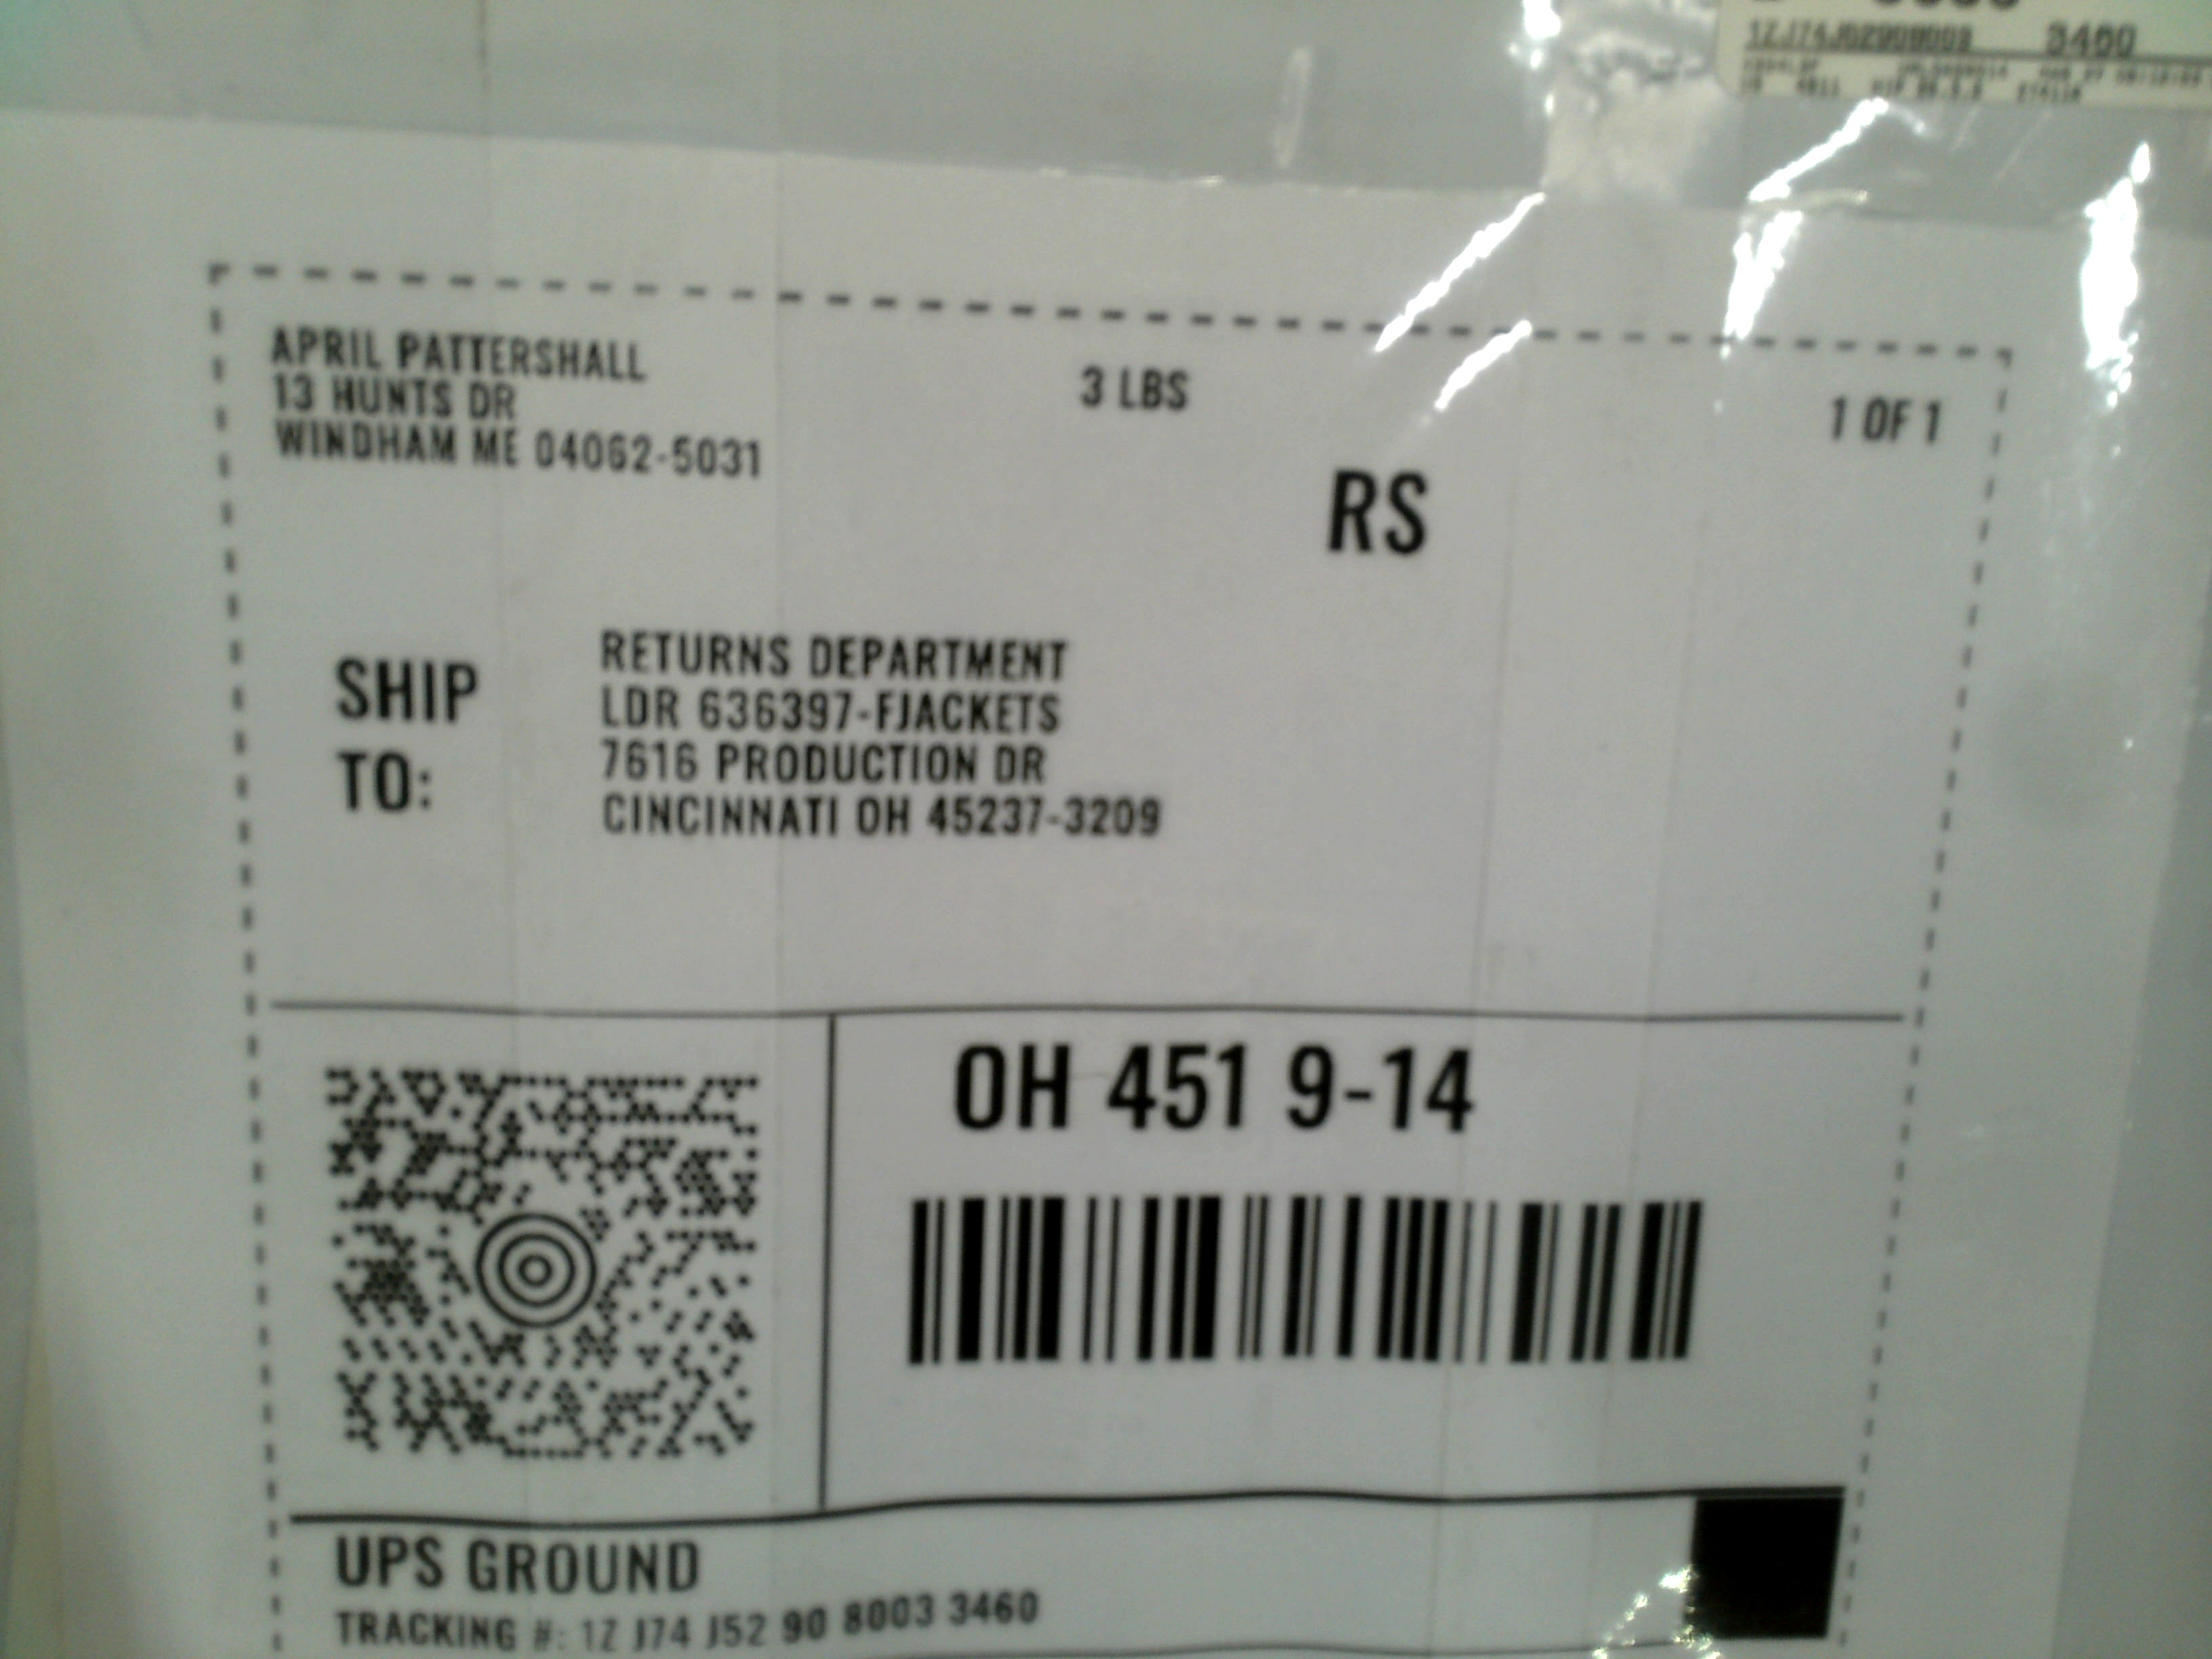 3460
APRIL PATTERSHALL
13 HUNTS DR
WINDHAM ME 04062-5031
3 LBS
1 OF 1
RS
SHIP TO:
RETURNS DEPARTMENT
LDR 636397-FJACKETS
7616 PRODUCTION DR
CINCINNATI OH 45237-3209
OH 451 9-14
UPS GROUND
TRACKING #: 1Z J74 J52 90 8003 3460